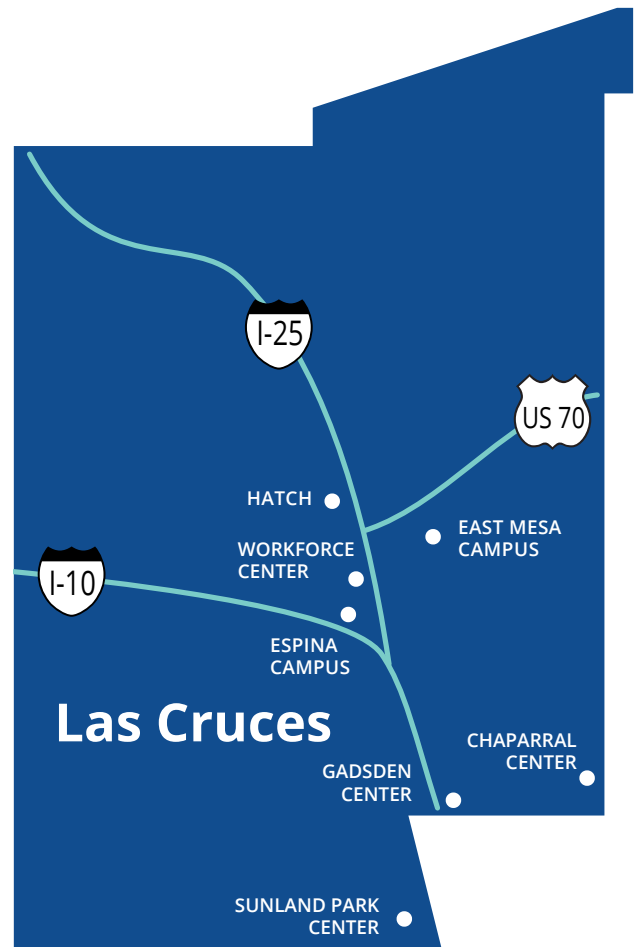 I-25
US 70
HATCH
EAST MESA
CAMPUS
WORKFORCE
CENTER
I-10
ESPINA
CAMPUS
Las Cruces
CHAPARRAL
CENTER
GADSDEN
CENTER
SUNLAND PARK
CENTER